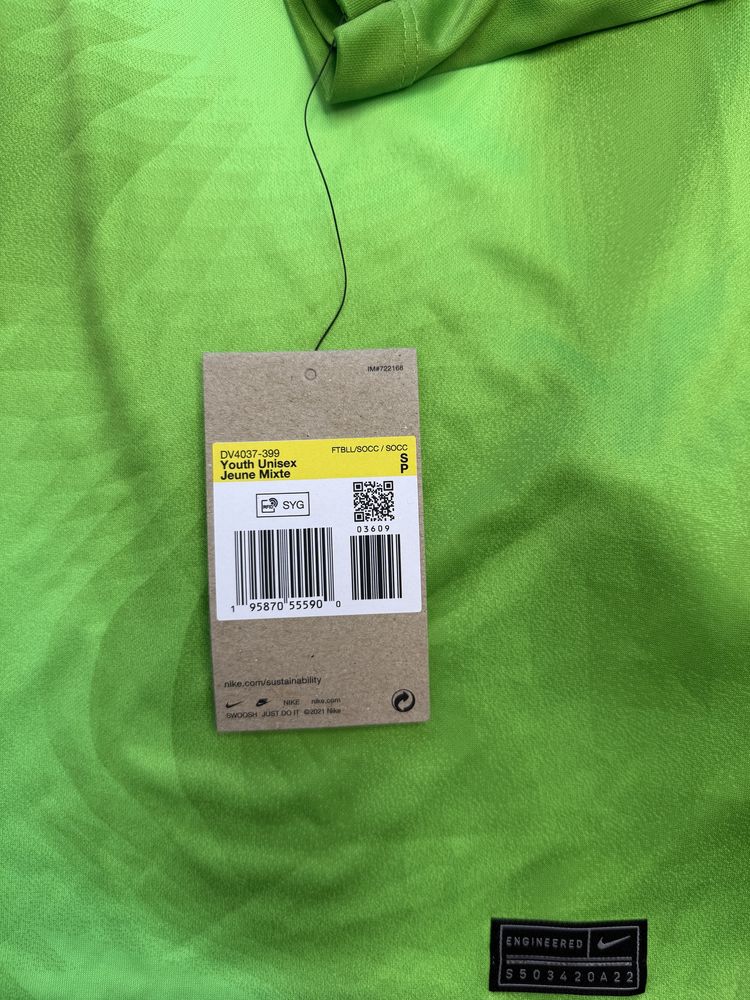 IM#722168
DV4037-399
FTBLL/SOCC / SOCC
Youth Unisex
S
Jeune Mixte
P
RFID SYG
03609
1 95870 55590 0
nike.com/sustainability
NIKE nike.com
SWOOSH JUST DO IT ©2021 Nike
ENGINEERED
S503420A22